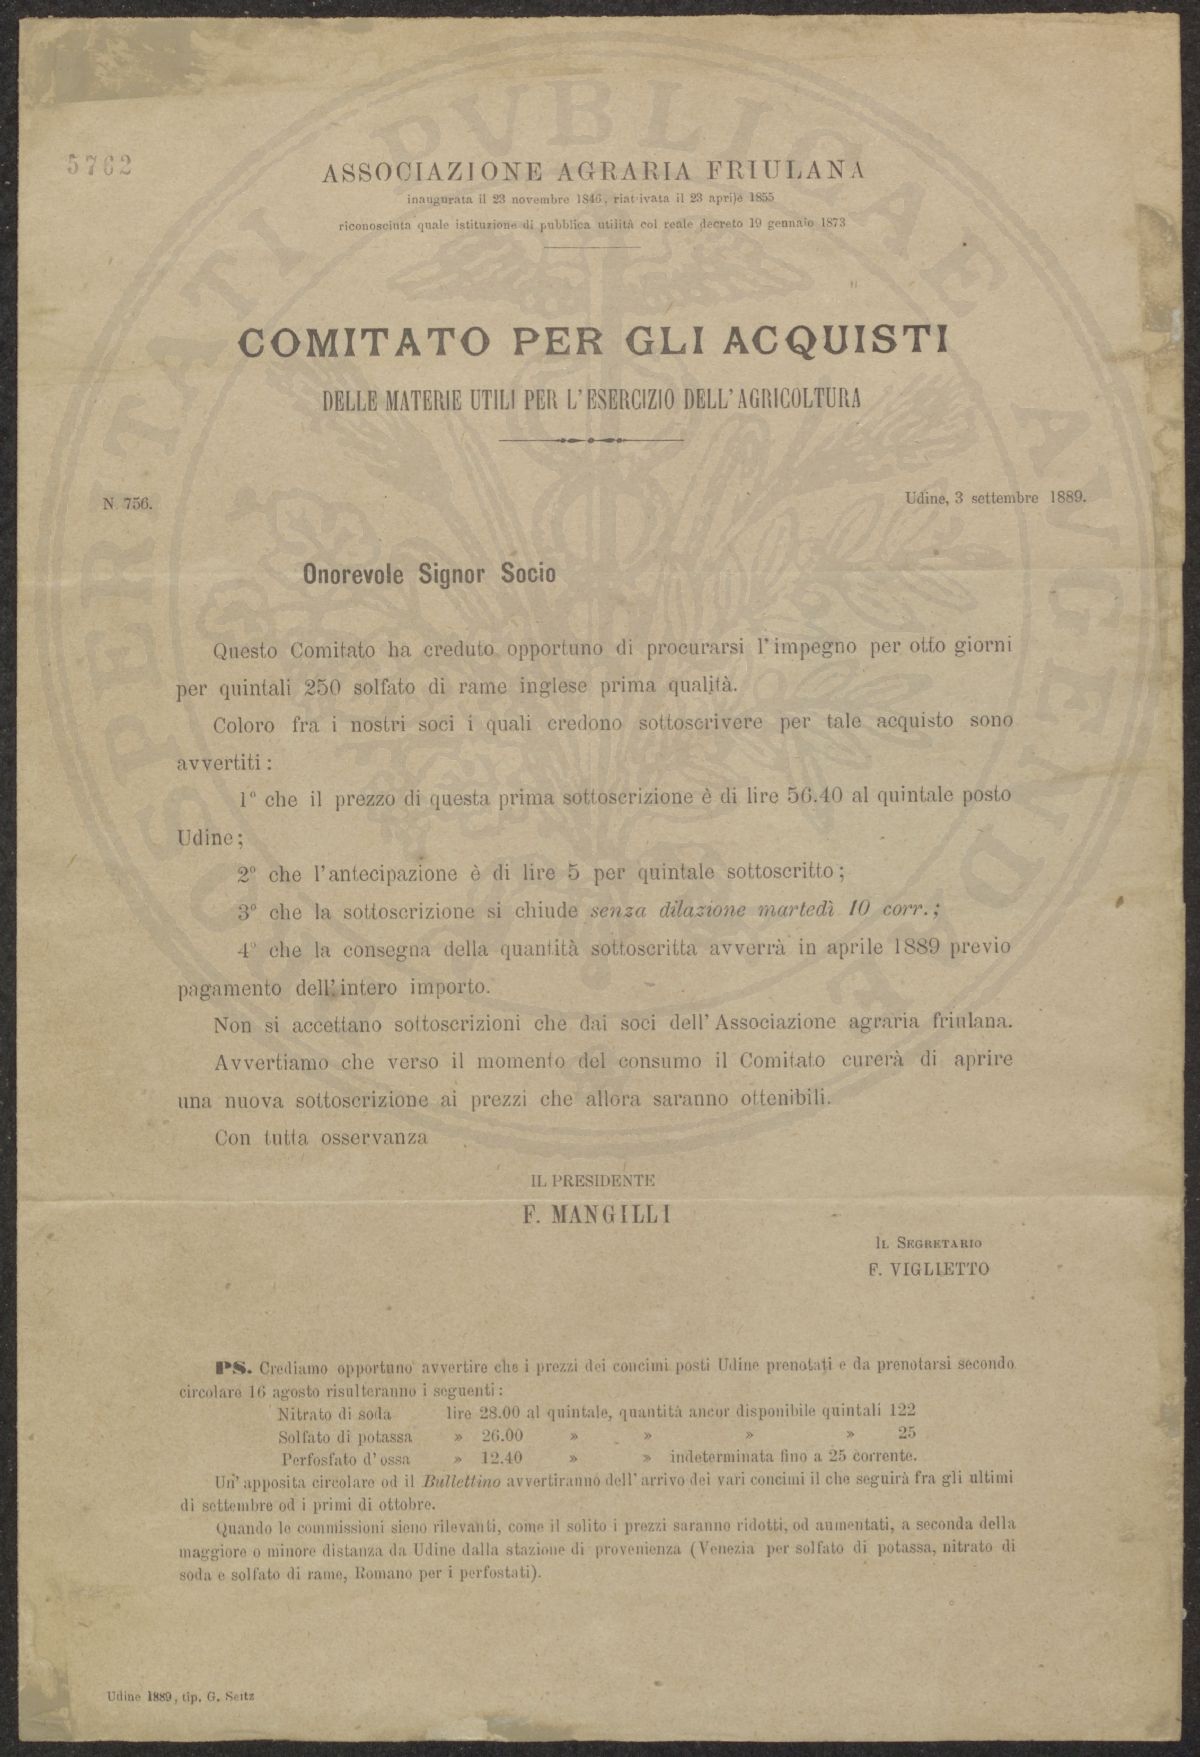 5762
ASSOCIAZIONE AGRARIA FRIULANA
inaugurata il 23 novembre 1846, riattivata il 23 aprile 1855
riconosciuta quale istituzione di pubblica utilità col reale decreto 19 gennaio 1873
COMITATO PER GLI ACQUISTI
DELLE MATERIE UTILI PER L'ESERCIZIO DELL'AGRICOLTURA
N. 756.
Udine, 3 settembre 1889.
Onorevole Signor Socio
Questo Comitato ha creduto opportuno di procurarsi l'impegno per otto giorni
per quintali 250 solfato di rame inglese prima qualità.
Coloro fra i nostri soci i quali credono sottoscrivere per tale acquisto sono
avvertiti:
1º che il prezzo di questa prima sottoscrizione è di lire 56.40 al quintale posto
Udine;
2º che l'antecipazione è di lire 5 per quintale sottoscritto;
3º che la sottoscrizione si chiude senza dilazione martedì 10 corr.;
4º che la consegna della quantità sottoscritta avverrà in aprile 1889 previo
pagamento dell'intero importo.
Non si accettano sottoscrizioni che dai soci dell'Associazione agraria friulana.
Avvertiamo che verso il momento del consumo il Comitato curerà di aprire
una nuova sottoscrizione ai prezzi che allora saranno ottenibili.
Con tutta osservanza
IL PRESIDENTE
F. MANGILLI
IL SEGRETARIO
F. VIGLIETTO
PS. Crediamo opportuno avvertire che i prezzi dei concimi posti Udine prenotati e da prenotarsi secondo
circolare 16 agosto risulteranno i seguenti:
Nitrato di soda lire 28.00 al quintale, quantità ancor disponibile quintali 122
Solfato di potassa » 26.00 » » » » 25
Perfosfato d'ossa » 12.40 » » indeterminata fino a 25 corrente.
Un'apposita circolare od il Bullettino avvertiranno dell'arrivo dei vari concimi il che seguirà fra gli ultimi
di settembre od i primi di ottobre.
Quando le commissioni sieno rilevanti, come il solito i prezzi saranno ridotti, od aumentati, a seconda della
maggiore o minore distanza da Udine dalla stazione di provenienza (Venezia per solfato di potassa, nitrato di
soda e solfato di rame, Romano per i perfostati).
Udine 1889, tip. G. Seitz